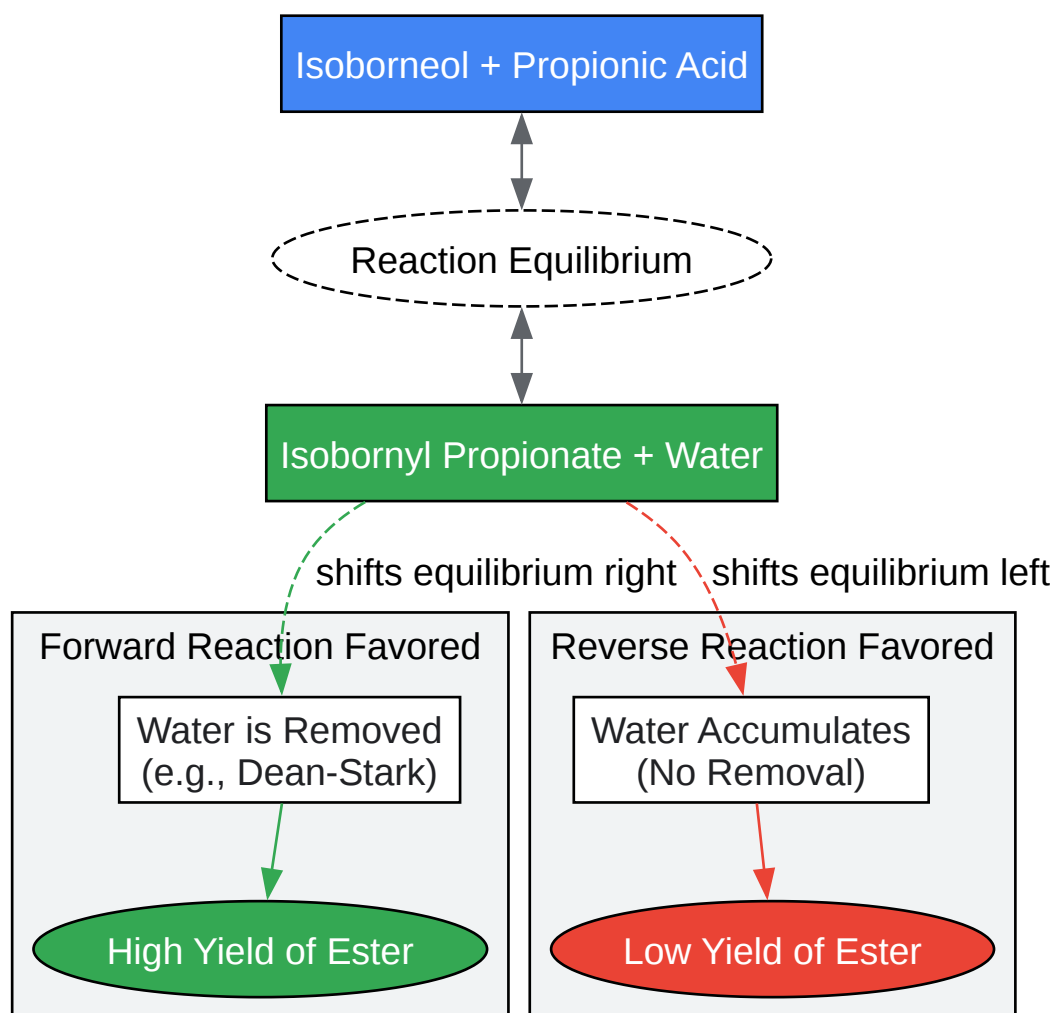 Isoborneol + Propionic Acid
Reaction Equilibrium
Isobornyl Propionate + Water
shifts equilibrium right
shifts equilibrium left
Forward Reaction Favored
Reverse Reaction Favored
Water is Removed
(e.g., Dean-Stark)
Water Accumulates
(No Removal)
High Yield of Ester
Low Yield of Ester